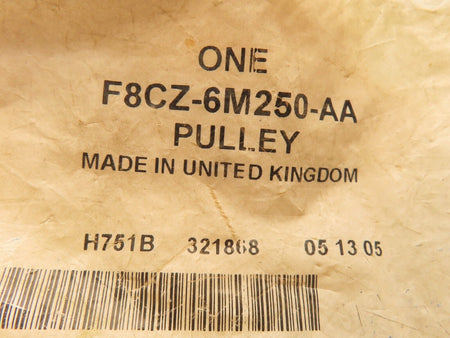 ONE
F8CZ-6M250-AA
PULLEY
MADE IN UNITED KINGDOM
H751B 321868 05 13 05